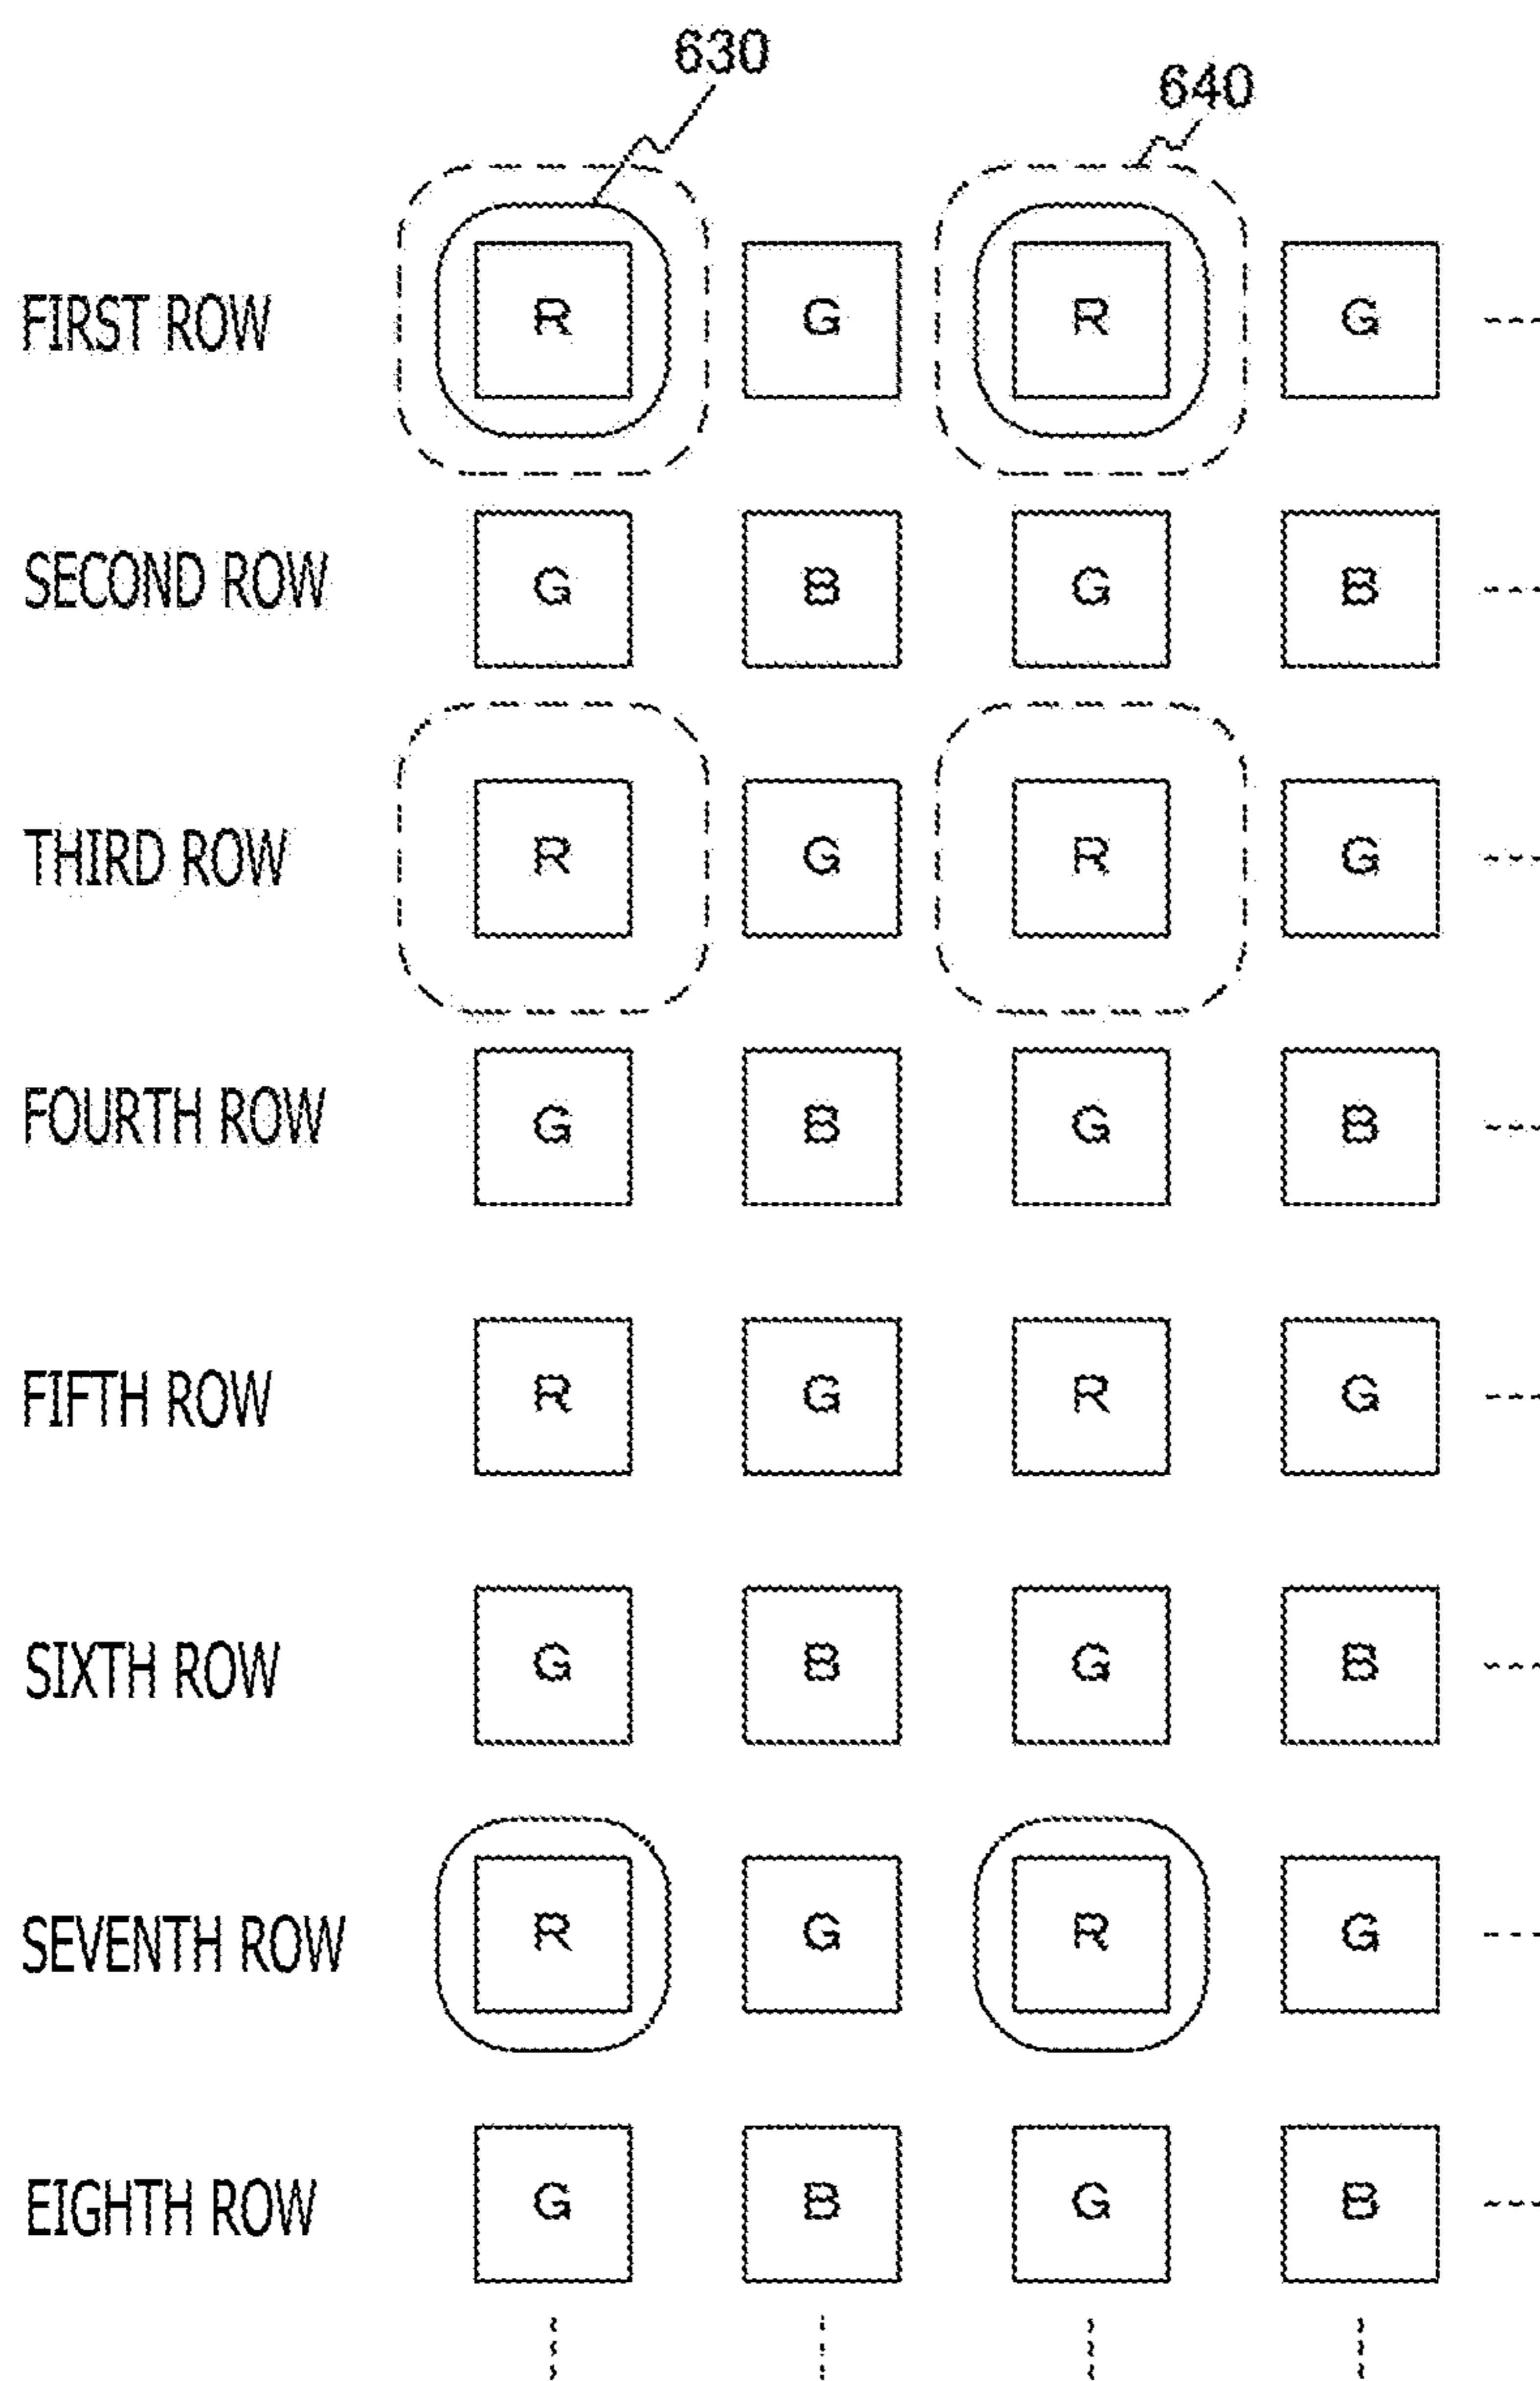 630
640
FIRST ROW R G R G
SECOND ROW G B G B
THIRD ROW R G R G
FOURTH ROW G B G B
FIFTH ROW R G R G
SIXTH ROW G B G B
SEVENTH ROW R G R G
EIGHTH ROW G B G B